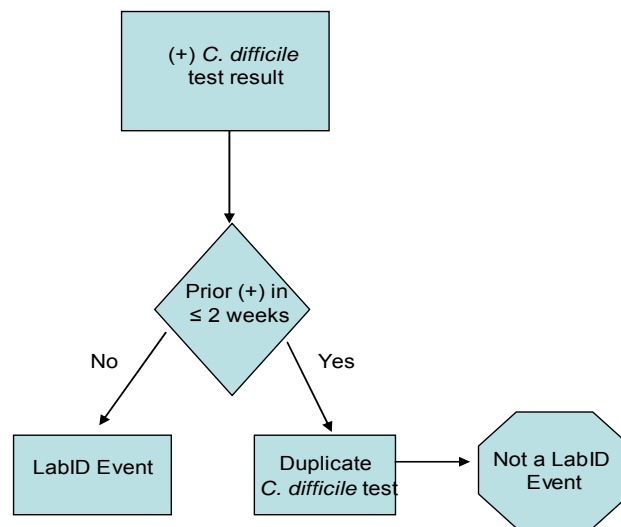 (+) C. difficile
test result
Prior (+) in
≤ 2 weeks
No
Yes
LabID Event
Duplicate
C. difficile test
Not a LabID
Event